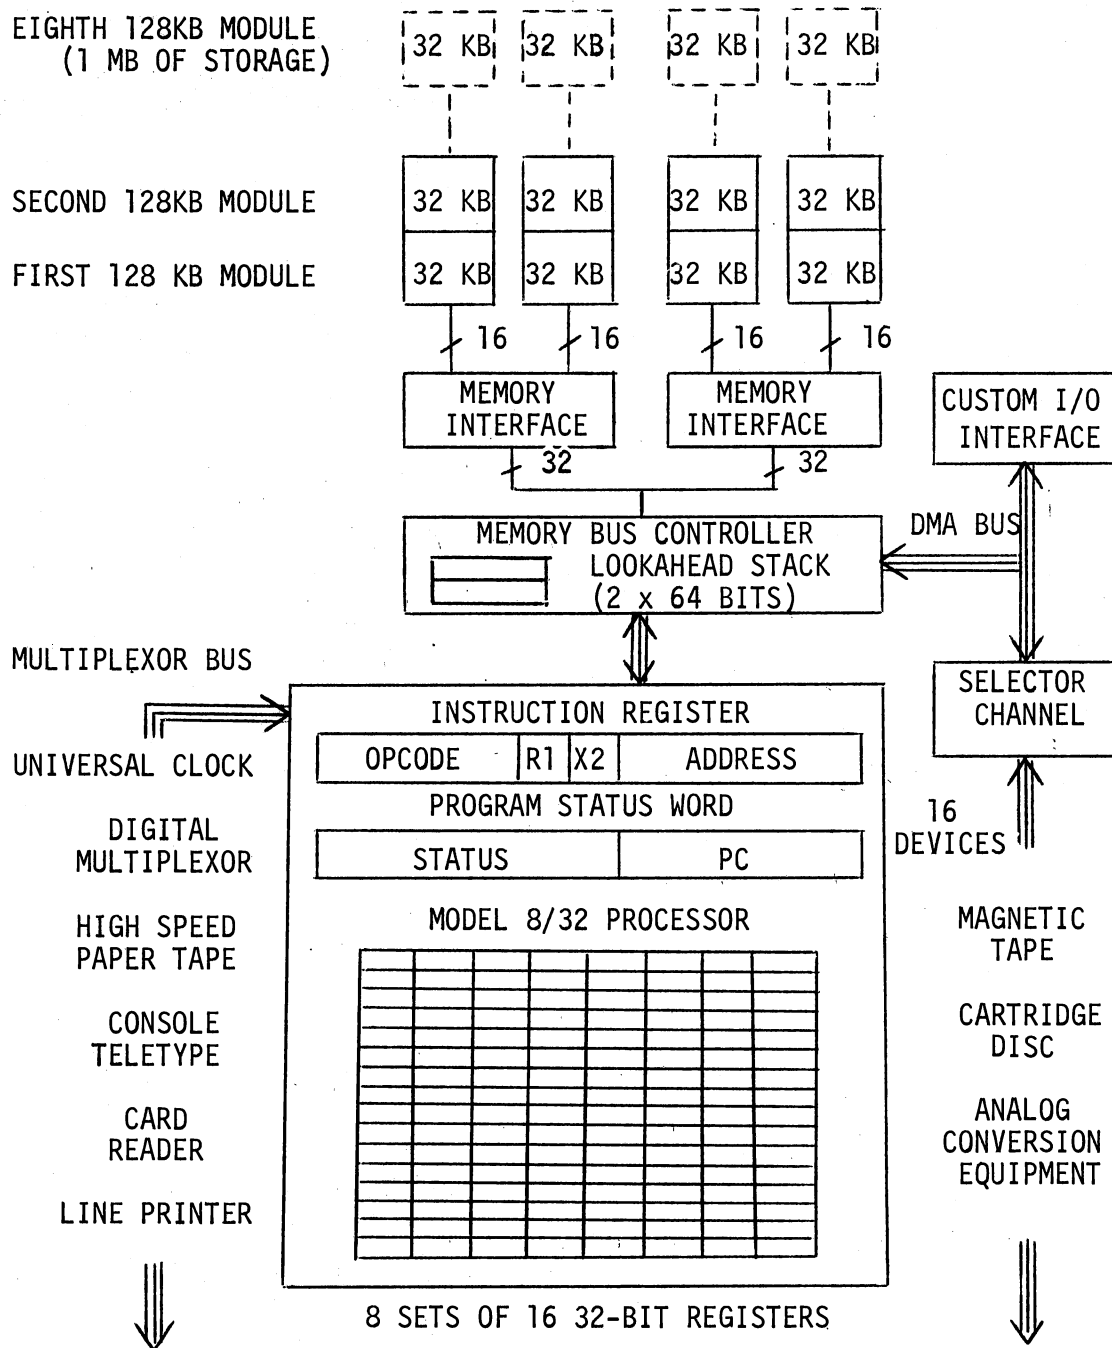 EIGHTH 128KB MODULE
(1 MB OF STORAGE)
32 KB 32 KB 32 KB 32 KB
SECOND 128KB MODULE
32 KB 32 KB 32 KB 32 KB
FIRST 128 KB MODULE
32 KB 32 KB 32 KB 32 KB
16 16 16 16
MEMORY
INTERFACE
MEMORY
INTERFACE
32 32
CUSTOM I/O
INTERFACE
MEMORY BUS CONTROLLER
LOOKAHEAD STACK
(2 x 64 BITS)
DMA BUS
MULTIPLEXOR BUS
SELECTOR
CHANNEL
INSTRUCTION REGISTER
OPCODE R1 X2 ADDRESS
PROGRAM STATUS WORD
STATUS PC
MODEL 8/32 PROCESSOR
8 SETS OF 16 32-BIT REGISTERS
UNIVERSAL CLOCK
DIGITAL
MULTIPLEXOR
HIGH SPEED
PAPER TAPE
CONSOLE
TELETYPE
CARD
READER
LINE PRINTER
16
DEVICES
MAGNETIC
TAPE
CARTRIDGE
DISC
ANALOG
CONVERSION
EQUIPMENT